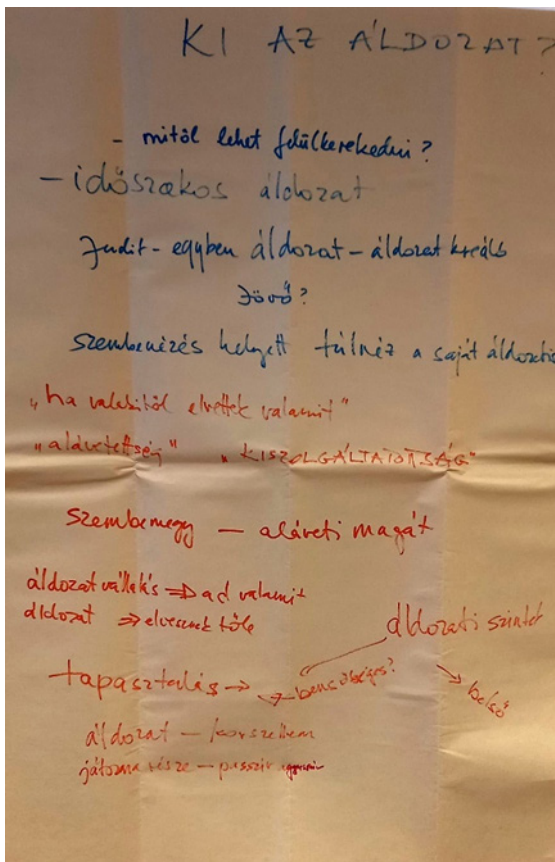 KI AZ ÁLDOZAT?
- mitől lehet felülkerekedni?
- időszakos áldozat
Judit - egyben áldozat - áldozat kreáló
Jövő?
szembenézés helyett túlnéz a saját
"ha valakitől elvettek valamit"
"alávetettség" "KISZOLGÁLTATOTTSÁG"
szembemegy - aláveti magát
áldozatvállalás => ad valamit
áldozat => elvesznek tőle
áldozati szintek
tapasztalás → → bensőséges?
belső
áldozat - korszellem
játszma része - passzív